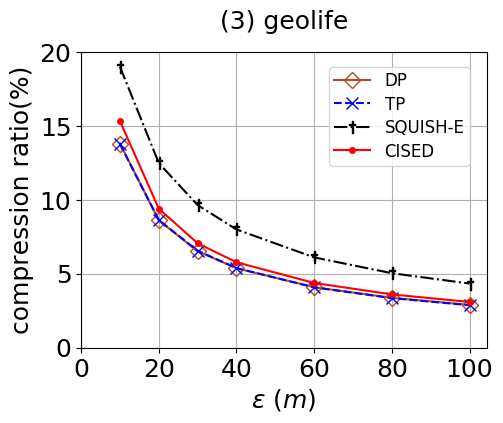 (3) geolife
compression ratio(%)
20
15
10
5
0
DP
TP
SQUISH-E
CISED
0 20 40 60 80 100
ε (m)